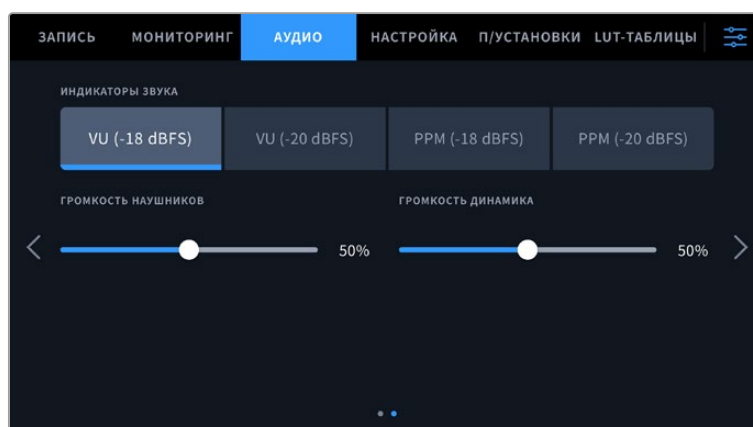 ЗАПИСЬ МОНИТОРИНГ АУДИО НАСТРОЙКА П/УСТАНОВКИ LUT-ТАБЛИЦЫ
ИНДИКАТОРЫ ЗВУКА
VU (-18 dBFS) VU (-20 dBFS) PPM (-18 dBFS) PPM (-20 dBFS)
ГРОМКОСТЬ НАУШНИКОВ ГРОМКОСТЬ ДИНАМИКА
50% 50%